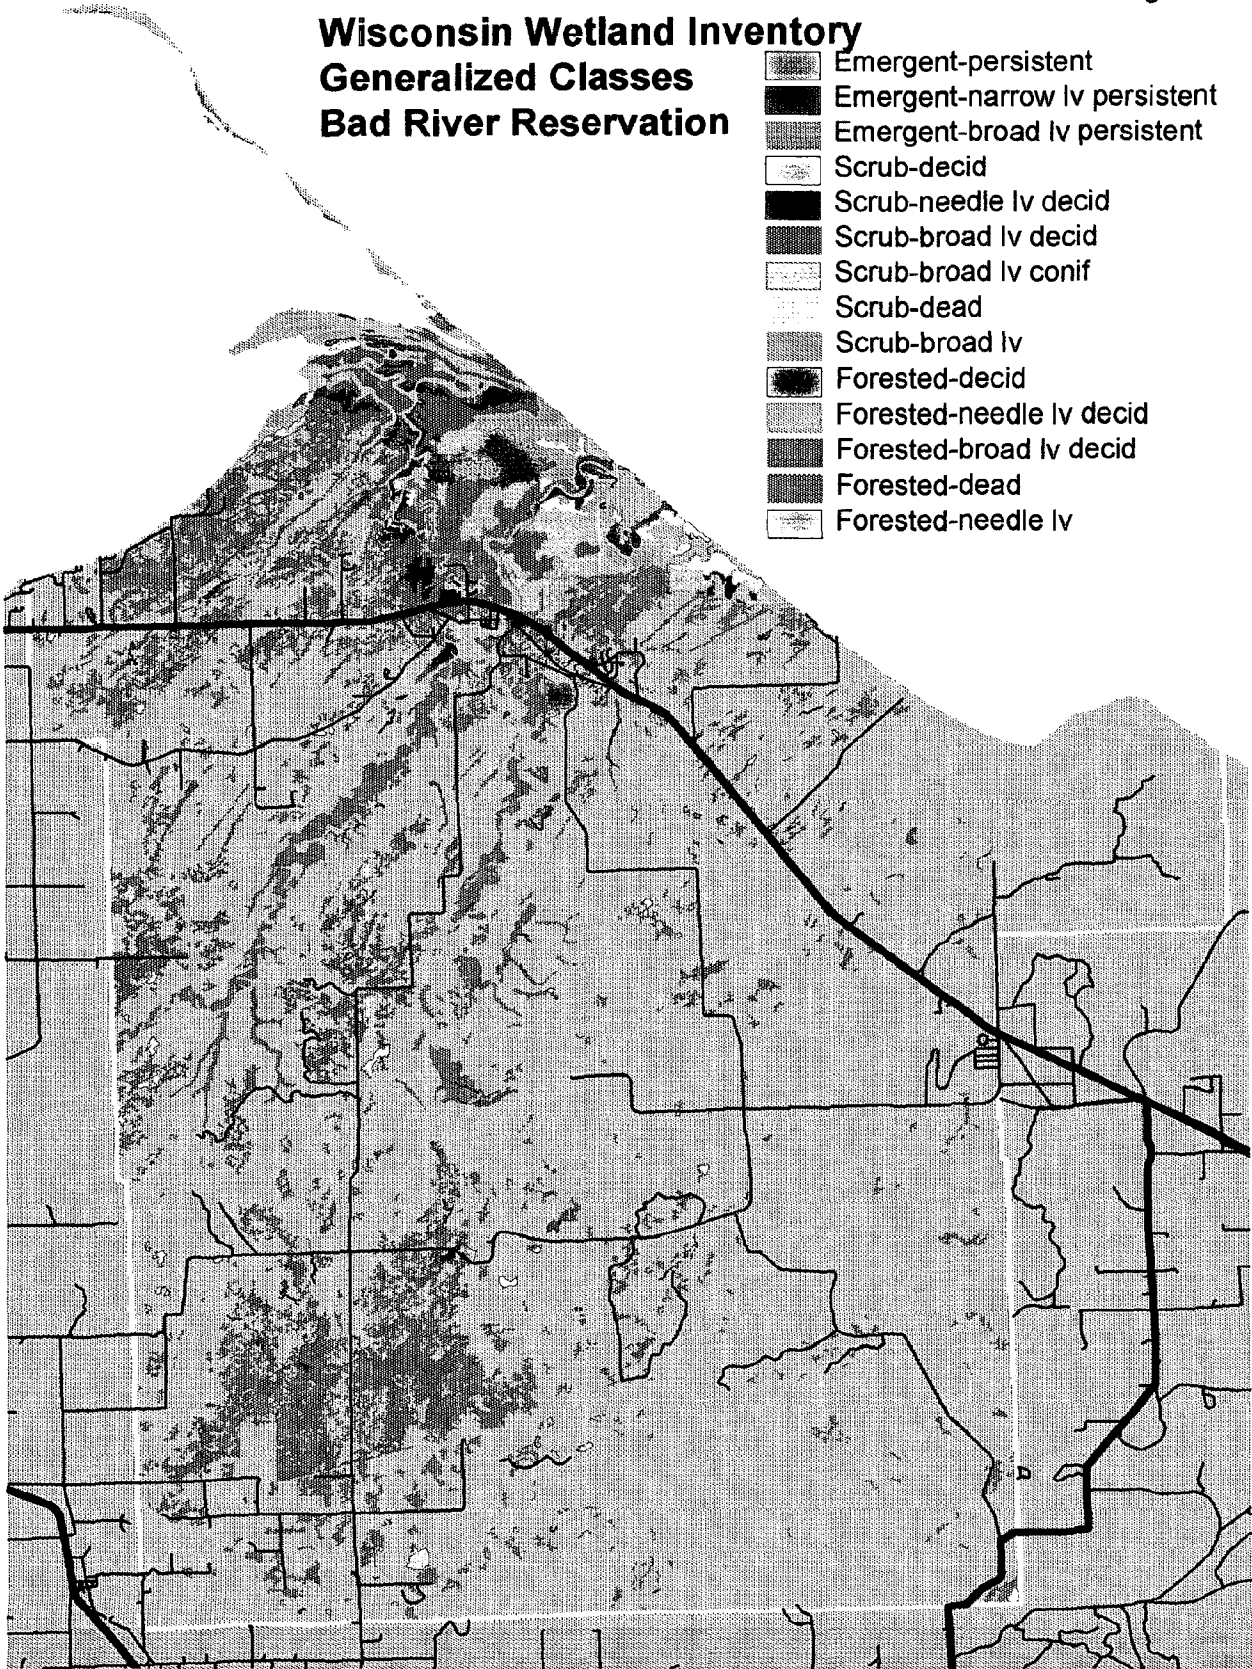 Wisconsin Wetland Inventory
Generalized Classes
Bad River Reservation
Emergent-persistent
Emergent-narrow lv persistent
Emergent-broad lv persistent
Scrub-decid
Scrub-needle lv decid
Scrub-broad lv decid
Scrub-broad lv conif
Scrub-dead
Scrub-broad lv
Forested-decid
Forested-needle lv decid
Forested-broad lv decid
Forested-dead
Forested-needle lv